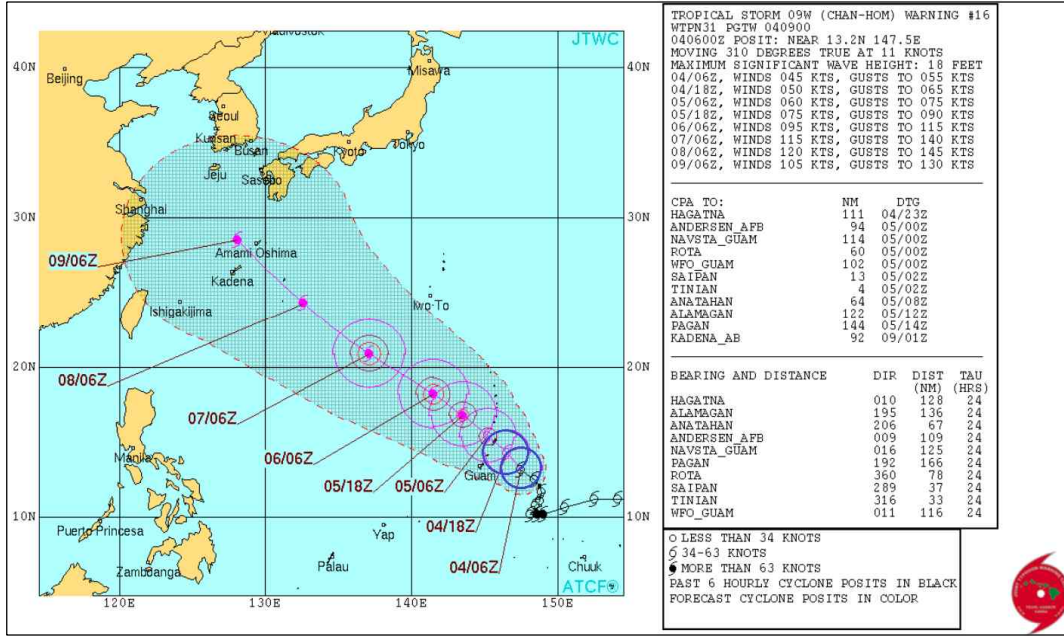 Vladivostok
JTWC
40N
40N
Beijing
Misawa
Seoul
Kunsan
Busan
Kyoto
Tokyo
Jeju
Sasebo
Shanghai
30N
30N
09/06Z
Amami Oshima
Kadena
Ishigakijima
Iwo To
20N
20N
08/06Z
07/06Z
06/06Z
05/18Z
05/06Z
Guam
Manila
04/18Z
10N
10N
Puerto Princesa
Yap
04/06Z
Zamboanga
Palau
Chuuk
ATCF®
120E
130E
140E
150E
TROPICAL STORM 09W (CHAN-HOM) WARNING #16
WTPN31 PGTW 040900
040600Z POSIT: NEAR 13.2N 147.5E
MOVING 310 DEGREES TRUE AT 11 KNOTS
MAXIMUM SIGNIFICANT WAVE HEIGHT: 18 FEET
04/06Z, WINDS 045 KTS, GUSTS TO 055 KTS
04/18Z, WINDS 050 KTS, GUSTS TO 065 KTS
05/06Z, WINDS 060 KTS, GUSTS TO 075 KTS
05/18Z, WINDS 075 KTS, GUSTS TO 090 KTS
06/06Z, WINDS 095 KTS, GUSTS TO 115 KTS
07/06Z, WINDS 115 KTS, GUSTS TO 140 KTS
08/06Z, WINDS 120 KTS, GUSTS TO 145 KTS
09/06Z, WINDS 105 KTS, GUSTS TO 130 KTS
CPA TO: NM DTG
HAGATNA 111 04/23Z
ANDERSEN_AFB 94 05/00Z
NAVSTA_GUAM 114 05/00Z
ROTA 60 05/00Z
WFO_GUAM 102 05/00Z
SAIPAN 13 05/02Z
TINIAN 4 05/02Z
ANATAHAN 64 05/08Z
ALAMAGAN 122 05/12Z
PAGAN 144 05/14Z
KADENA_AB 92 09/01Z
BEARING AND DISTANCE DIR DIST TAU
(NM) (HRS)
HAGATNA 010 128 24
ALAMAGAN 195 136 24
ANATAHAN 206 67 24
ANDERSEN_AFB 009 109 24
NAVSTA_GUAM 016 125 24
PAGAN 192 166 24
ROTA 360 78 24
SAIPAN 289 37 24
TINIAN 316 33 24
WFO_GUAM 011 116 24
LESS THAN 34 KNOTS
34-63 KNOTS
MORE THAN 63 KNOTS
PAST 6 HOURLY CYCLONE POSITS IN BLACK
FORECAST CYCLONE POSITS IN COLOR